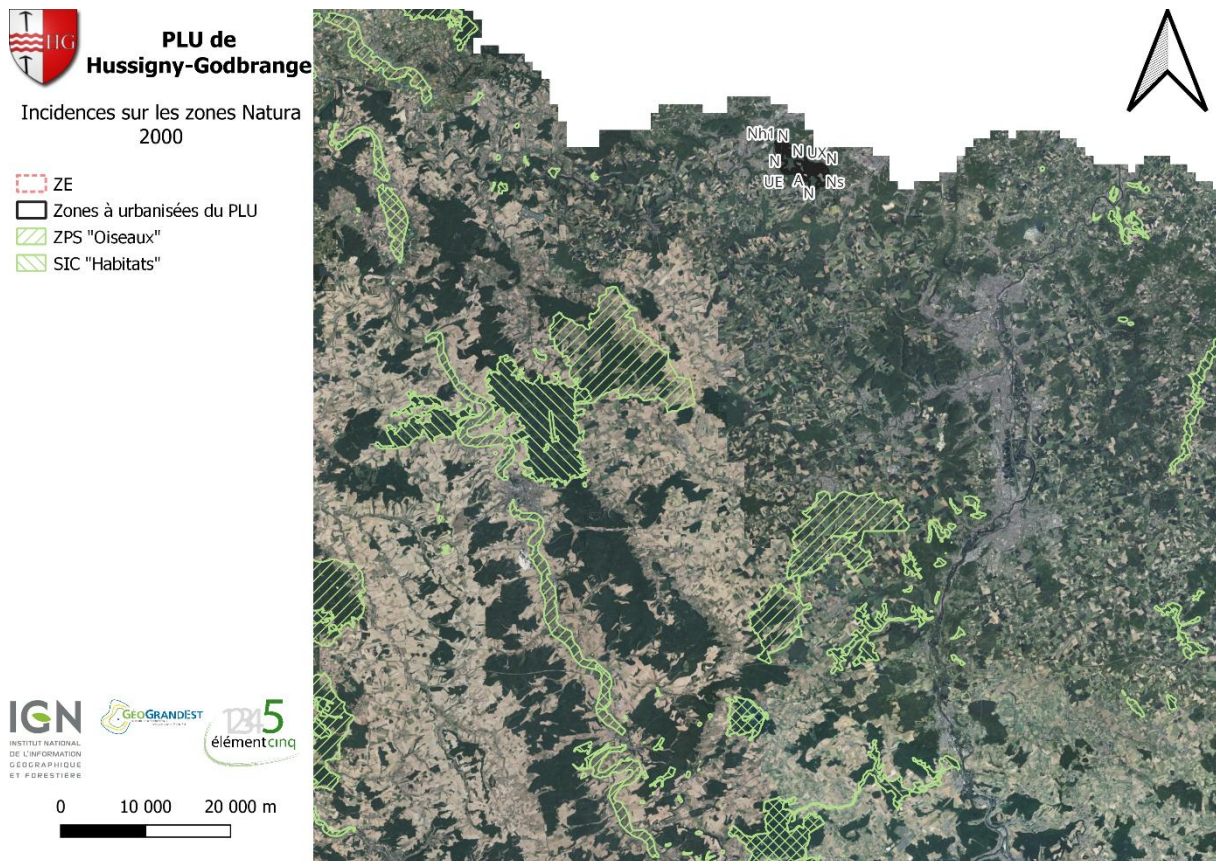 HG
PLU de
Hussigny-Godbrange
Incidences sur les zones Natura
2000
ZE
Zones à urbanisées du PLU
ZPS "Oiseaux"
SIC "Habitats"
Nh1 N
N UX N
N
UE A Ns
N
IGN
INSTITUT NATIONAL
DE L'INFORMATION
GÉOGRAPHIQUE
ET FORESTIÈRE
GÉOGRANDEST
12345
élémentcinq
0 10 000 20 000 m